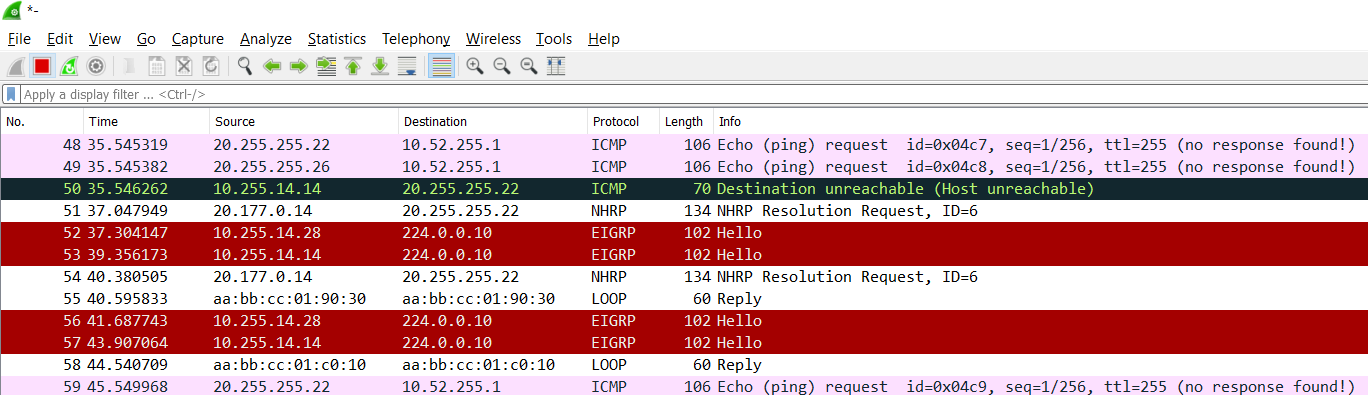 *-
File Edit View Go Capture Analyze Statistics Telephony Wireless Tools Help
Apply a display filter ... <Ctrl-/>
No. Time Source Destination Protocol Length Info
48 35.545319 20.255.255.22 10.52.255.1 ICMP 106 Echo (ping) request id=0x04c7, seq=1/256, ttl=255 (no response found!)
49 35.545382 20.255.255.26 10.52.255.1 ICMP 106 Echo (ping) request id=0x04c8, seq=1/256, ttl=255 (no response found!)
50 35.546262 10.255.14.14 20.255.255.22 ICMP 70 Destination unreachable (Host unreachable)
51 37.047949 20.177.0.14 20.255.255.22 NHRP 134 NHRP Resolution Request, ID=6
52 37.304147 10.255.14.28 224.0.0.10 EIGRP 102 Hello
53 39.356173 10.255.14.14 224.0.0.10 EIGRP 102 Hello
54 40.380505 20.177.0.14 20.255.255.22 NHRP 134 NHRP Resolution Request, ID=6
55 40.595833 aa:bb:cc:01:90:30 aa:bb:cc:01:90:30 LOOP 60 Reply
56 41.687743 10.255.14.28 224.0.0.10 EIGRP 102 Hello
57 43.907064 10.255.14.14 224.0.0.10 EIGRP 102 Hello
58 44.540709 aa:bb:cc:01:c0:10 aa:bb:cc:01:c0:10 LOOP 60 Reply
59 45.549968 20.255.255.22 10.52.255.1 ICMP 106 Echo (ping) request id=0x04c9, seq=1/256, ttl=255 (no response found!)